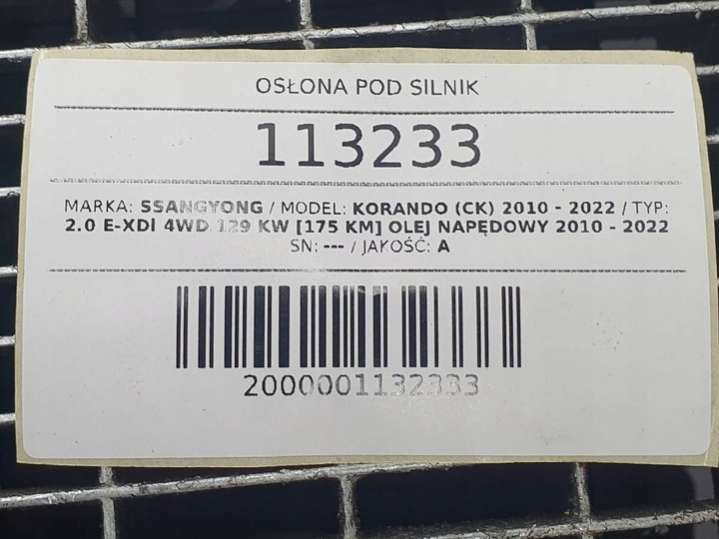 OSŁONA POD SILNIK
113233
MARKA: SSANGYONG / MODEL: KORANDO (CK) 2010 - 2022 / TYP:
2.0 E-XDI 4WD 129 KW [175 KM] OLEJ NAPĘDOWY 2010 - 2022
SN: --- / JAKOŚĆ: A
2000001132333